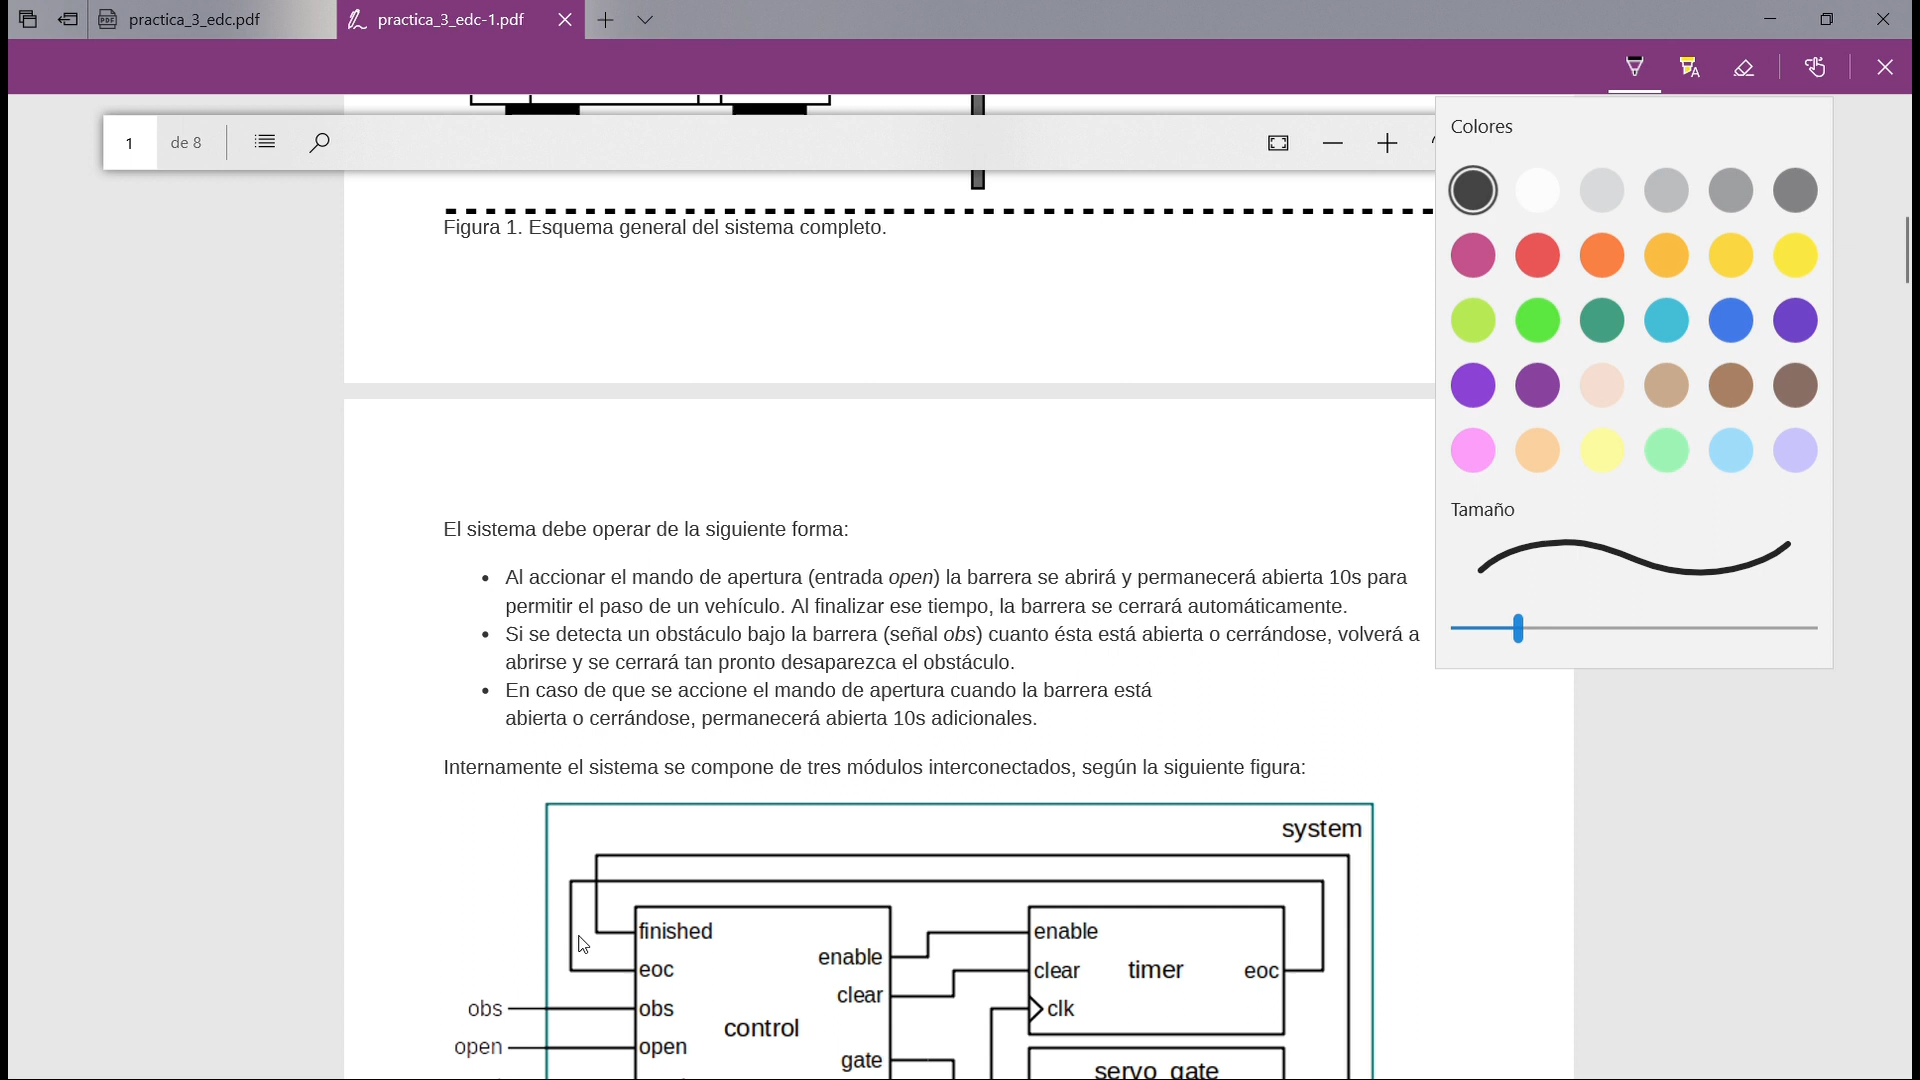 practica_3_edc.pdf
practica_3_edc-1.pdf
1
de 8
Colores
Figura 1. Esquema general del sistema completo.
Tamaño
El sistema debe operar de la siguiente forma:
• Al accionar el mando de apertura (entrada open) la barrera se abrirá y permanecerá abierta 10s para
permitir el paso de un vehículo. Al finalizar ese tiempo, la barrera se cerrará automáticamente.
• Si se detecta un obstáculo bajo la barrera (señal obs) cuanto ésta está abierta o cerrándose, volverá a
abrirse y se cerrará tan pronto desaparezca el obstáculo.
• En caso de que se accione el mando de apertura cuando la barrera está
abierta o cerrándose, permanecerá abierta 10s adicionales.
Internamente el sistema se compone de tres módulos interconectados, según la siguiente figura:
system
finished
enable
enable
eoc
clear
clear
timer
eoc
obs
obs
clk
control
open
open
gate
servo_gate